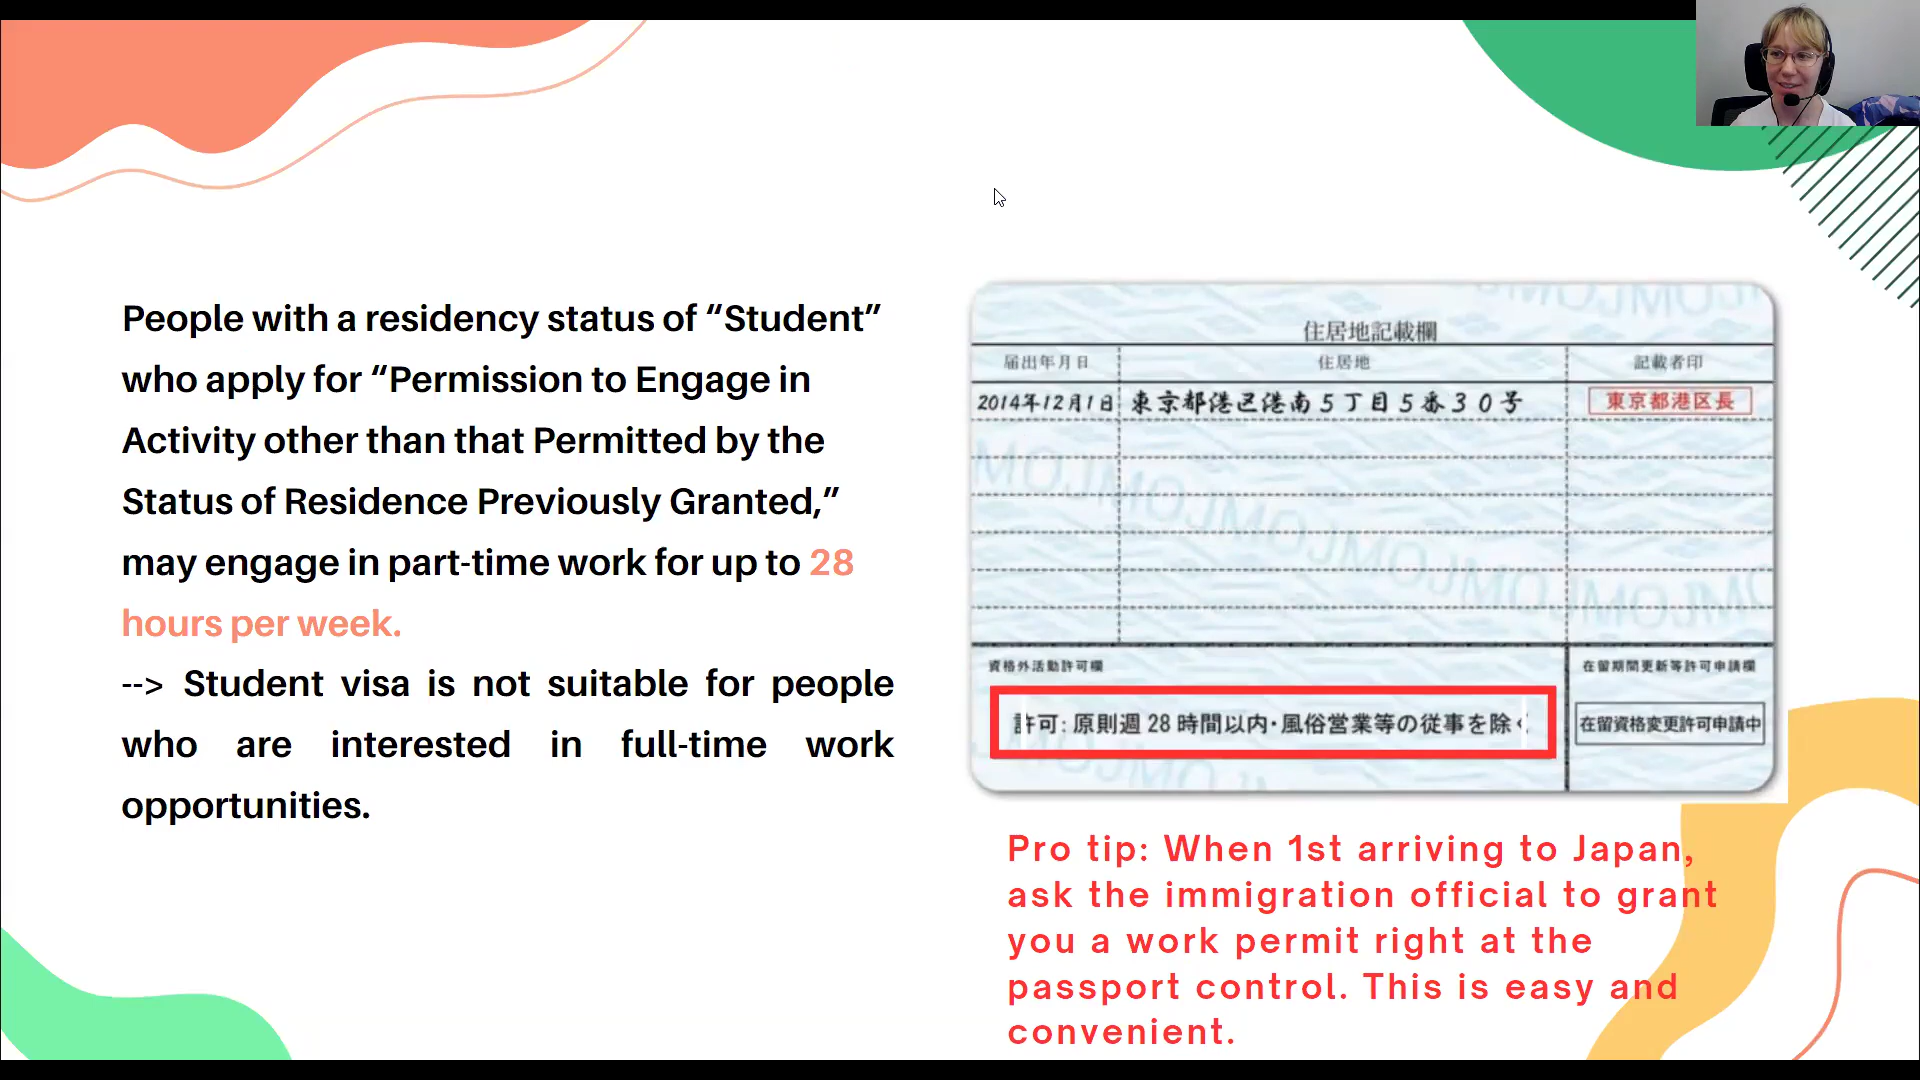 People with a residency status of “Student”
who apply for “Permission to Engage in
Activity other than that Permitted by the
Status of Residence Previously Granted,”
may engage in part-time work for up to 28
hours per week.
--> Student visa is not suitable for people
who are interested in full-time work
opportunities.
住居地記載欄
届出年月日 住居地 記載者印
2014年12月1日 東京都港区港南5丁目5番30号 東京都港区長
資格外活動許可欄 在留期間更新等許可申請欄
許可: 原則週28時間以内・風俗営業等の従事を除く 在留資格変更許可申請中
Pro tip: When 1st arriving to Japan,
ask the immigration official to grant
you a work permit right at the
passport control. This is easy and
convenient.